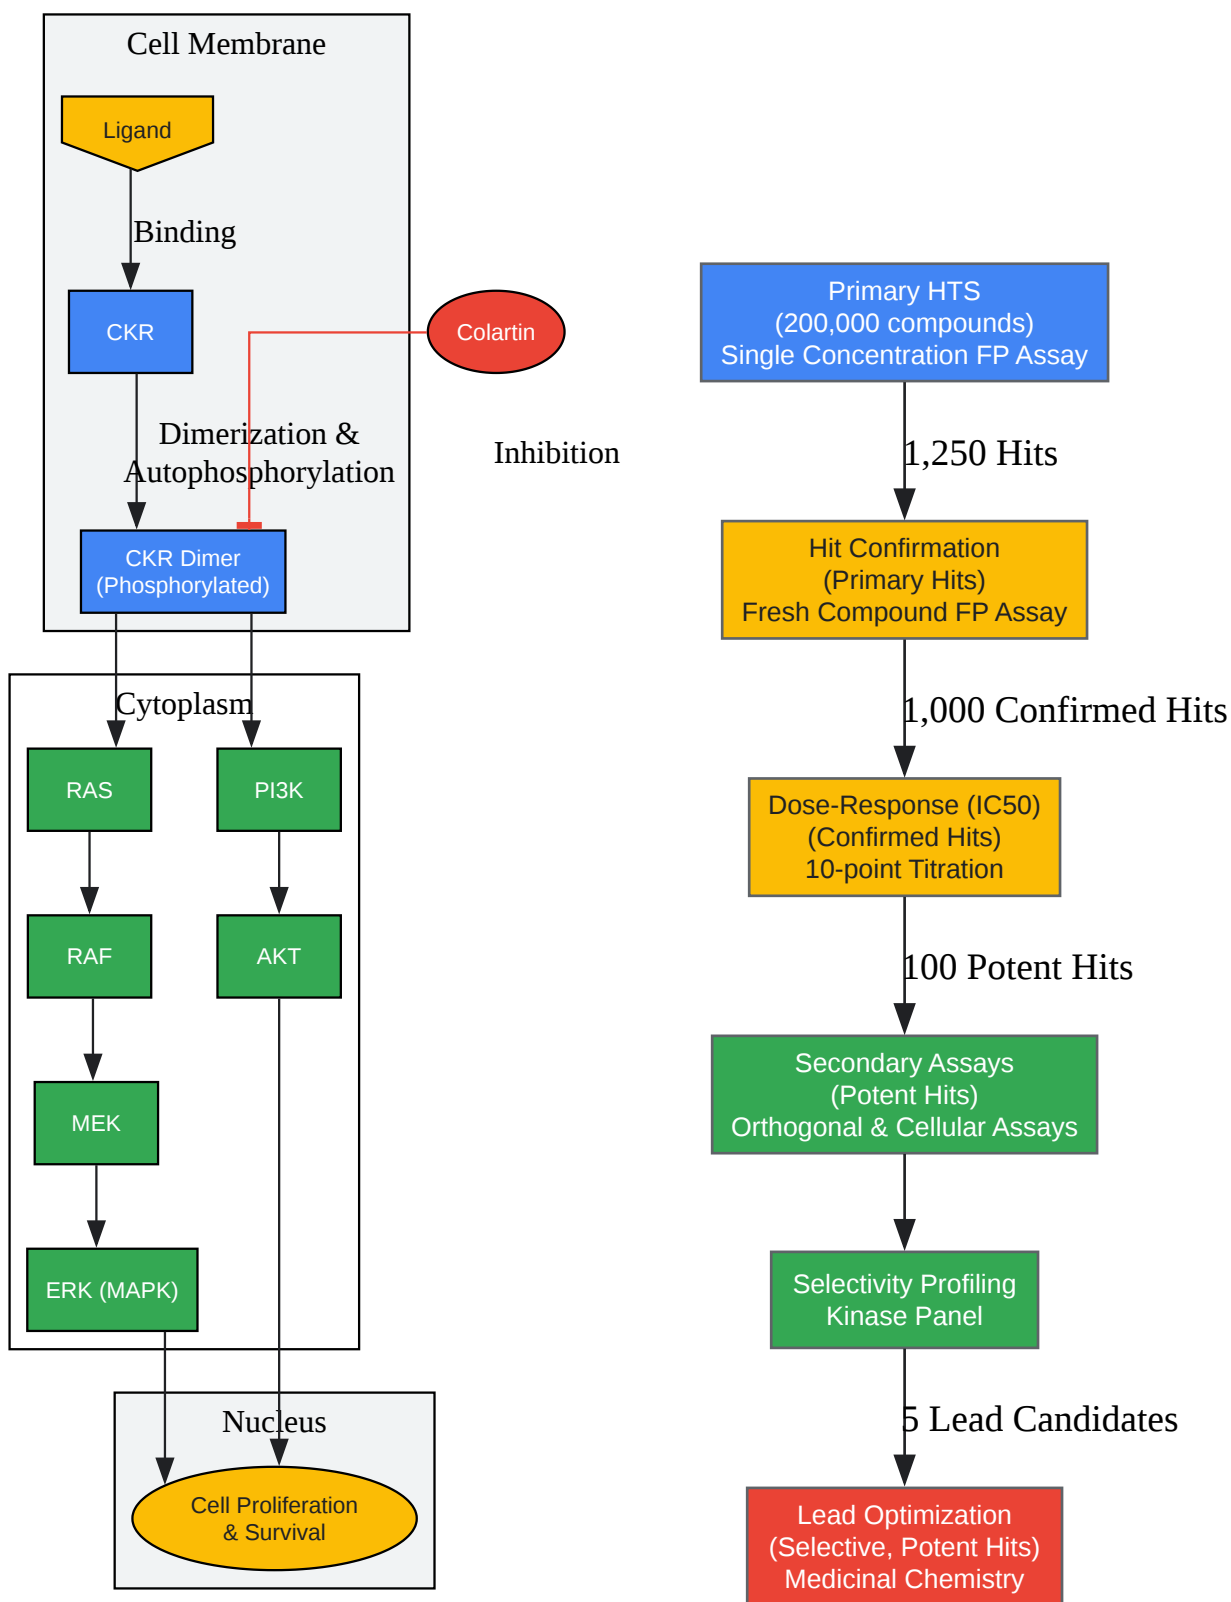 Cell Membrane
Ligand
Binding
CKR
Colartin
Dimerization &
Autophosphorylation
Inhibition
CKR Dimer
(Phosphorylated)
Cytoplasm
RAS
PI3K
RAF
AKT
MEK
ERK (MAPK)
Nucleus
Cell Proliferation
& Survival
Primary HTS
(200,000 compounds)
Single Concentration FP Assay
1,250 Hits
Hit Confirmation
(Primary Hits)
Fresh Compound FP Assay
1,000 Confirmed Hits
Dose-Response (IC50)
(Confirmed Hits)
10-point Titration
100 Potent Hits
Secondary Assays
(Potent Hits)
Orthogonal & Cellular Assays
Selectivity Profiling
Kinase Panel
5 Lead Candidates
Lead Optimization
(Selective, Potent Hits)
Medicinal Chemistry